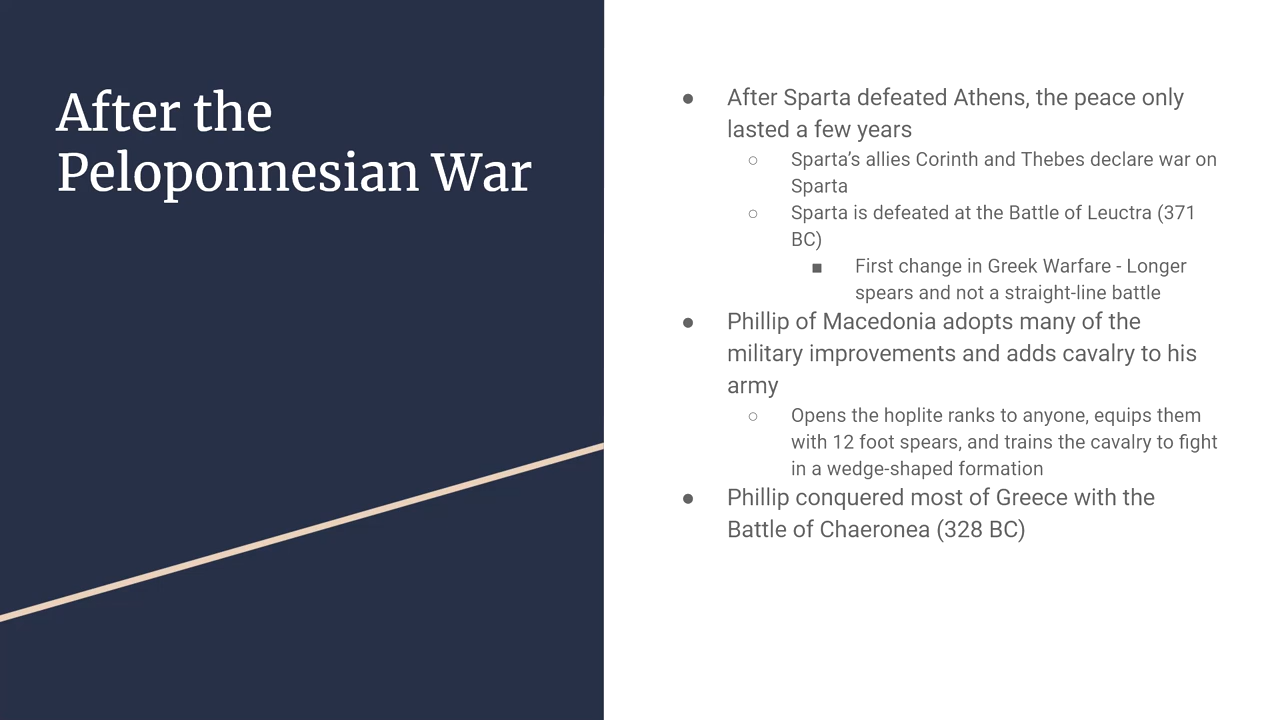 After the
Peloponnesian War
● After Sparta defeated Athens, the peace only
lasted a few years
○ Sparta’s allies Corinth and Thebes declare war on
Sparta
○ Sparta is defeated at the Battle of Leuctra (371
BC)
■ First change in Greek Warfare - Longer
spears and not a straight-line battle
● Phillip of Macedonia adopts many of the
military improvements and adds cavalry to his
army
○ Opens the hoplite ranks to anyone, equips them
with 12 foot spears, and trains the cavalry to fight
in a wedge-shaped formation
● Phillip conquered most of Greece with the
Battle of Chaeronea (328 BC)